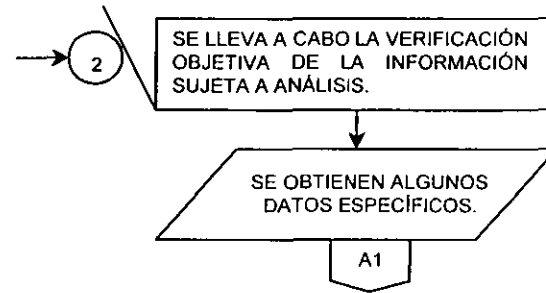 2
SE LLEVA A CABO LA VERIFICACIÓN
OBJETIVA DE LA INFORMACIÓN
SUJETA A ANÁLISIS.
SE OBTIENEN ALGUNOS
DATOS ESPECÍFICOS.
A1